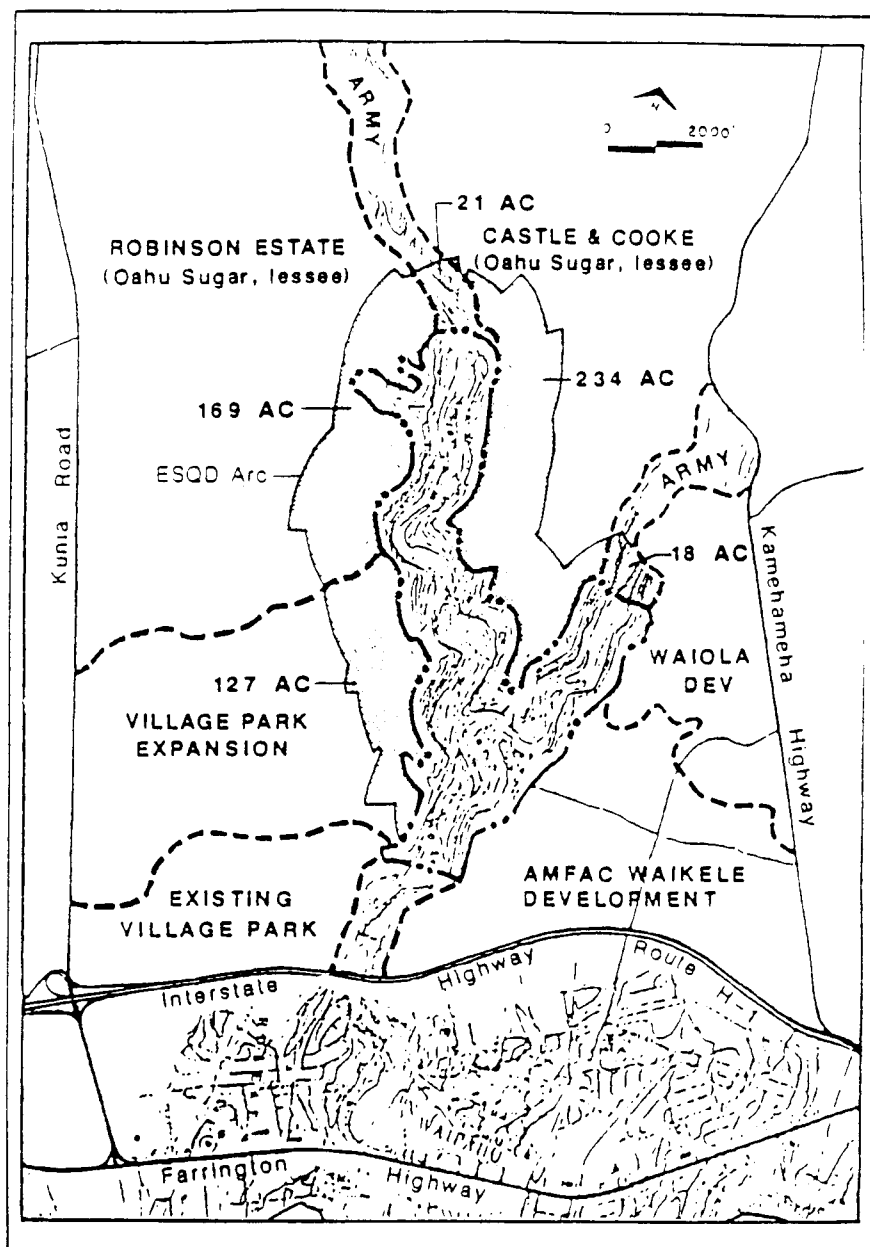 ARMY
N
2000'
21 AC
ROBINSON ESTATE
(Oahu Sugar, lessee)
CASTLE & COOKE
(Oahu Sugar, lessee)
169 AC
234 AC
ESQD Arc
ARMY
Kunia Road
18 AC
Kamehameha Highway
WAIOLA
DEV
127 AC
VILLAGE PARK
EXPANSION
EXISTING
VILLAGE PARK
AMFAC WAIKELE
DEVELOPMENT
Interstate Highway Route H-1
WAIPAHU
Farrington Highway